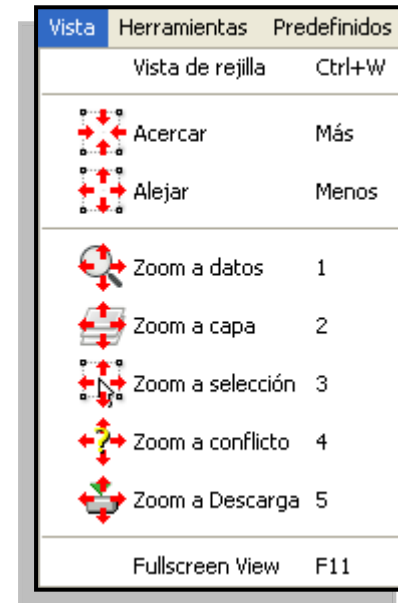 Vista Herramientas Predefinidos
Vista de rejilla Ctrl+W
Acercar Más
Alejar Menos
Zoom a datos 1
Zoom a capa 2
Zoom a selección 3
Zoom a conflicto 4
Zoom a Descarga 5
Fullscreen View F11